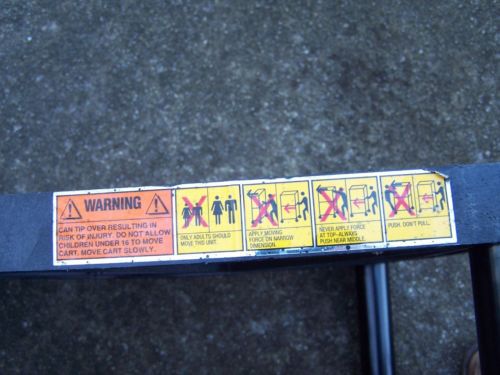 WARNING
CAN TIP OVER RESULTING IN
RISK OF INJURY. DO NOT ALLOW
CHILDREN UNDER 16 TO MOVE
CART. MOVE CART SLOWLY.
ONLY ADULTS SHOULD
MOVE THIS UNIT.
APPLY MOVING
FORCE ON NARROW
DIMENSION.
NEVER APPLY FORCE
AT TOP-ALWAYS
PUSH NEAR MIDDLE.
PUSH, DON'T PULL.